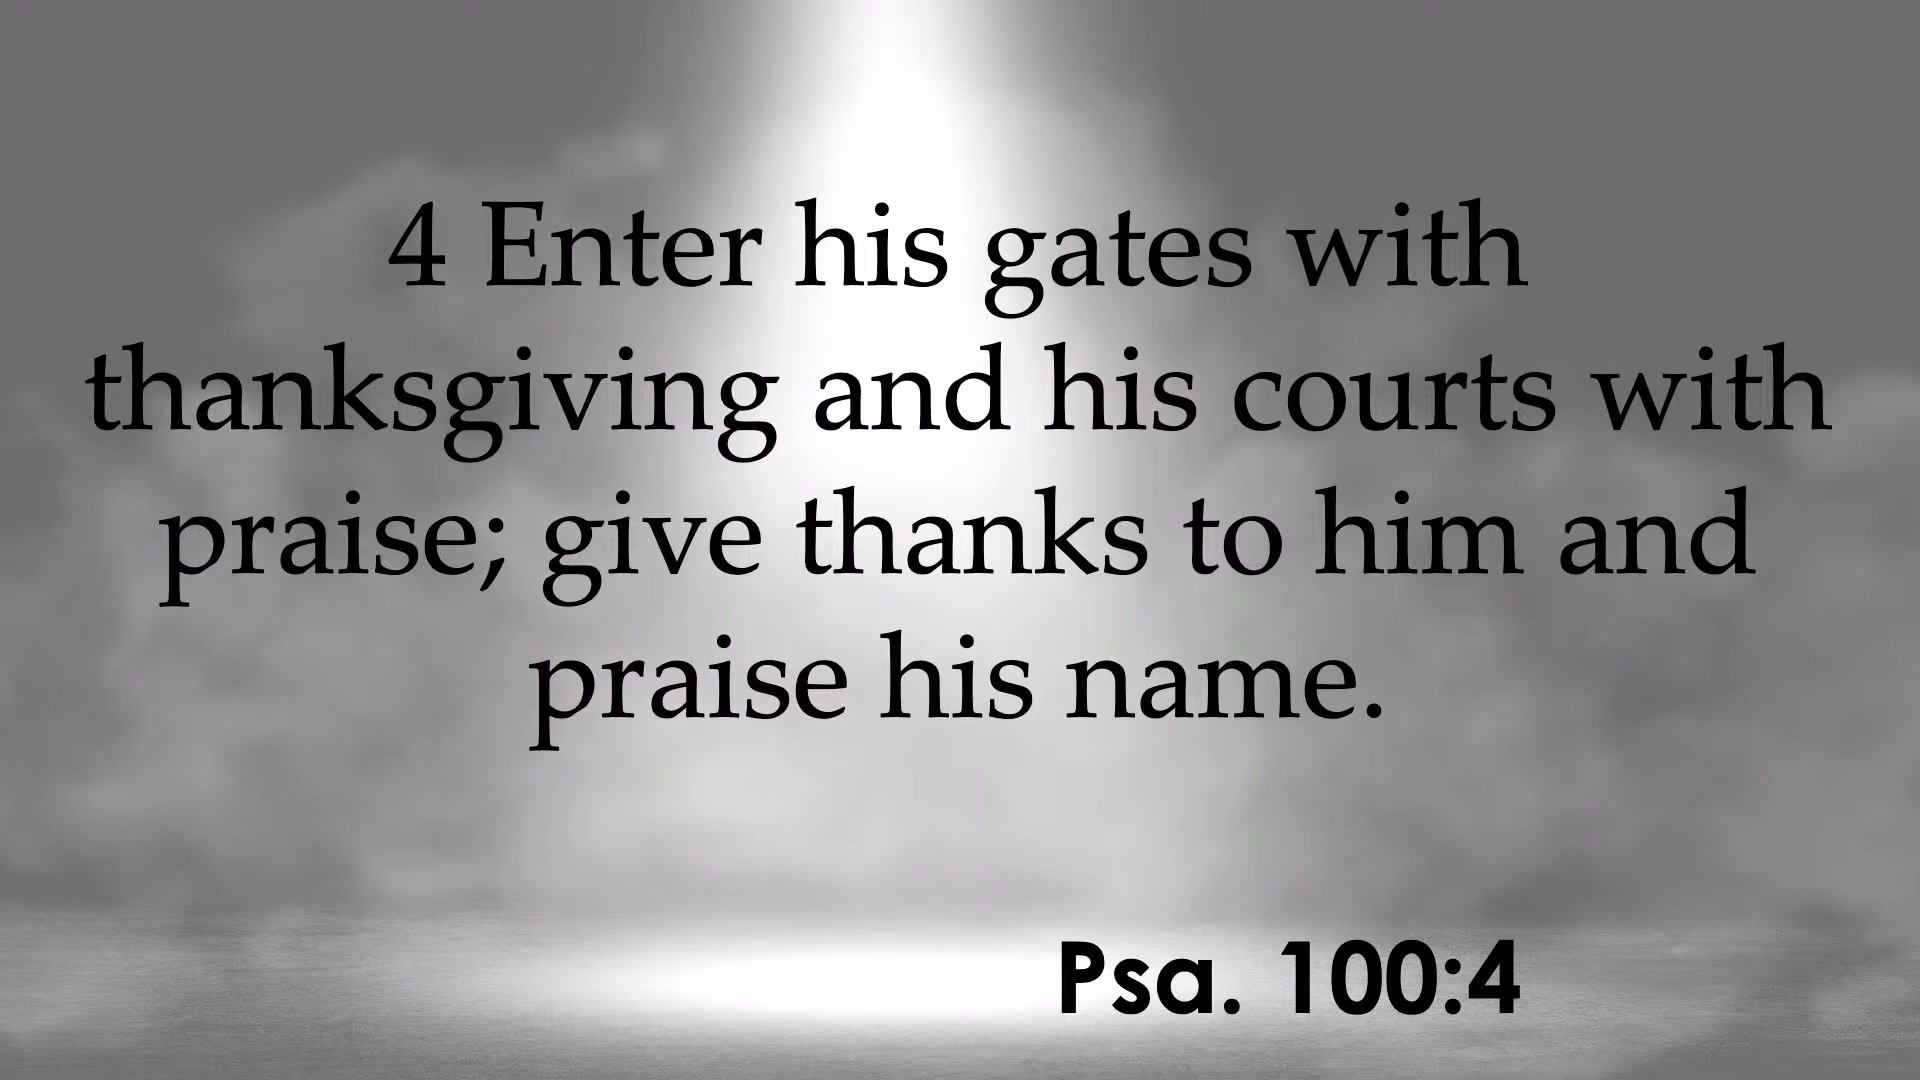 4 Enter his gates with
thanksgiving and his courts with
praise; give thanks to him and
praise his name.
Psa. 100:4